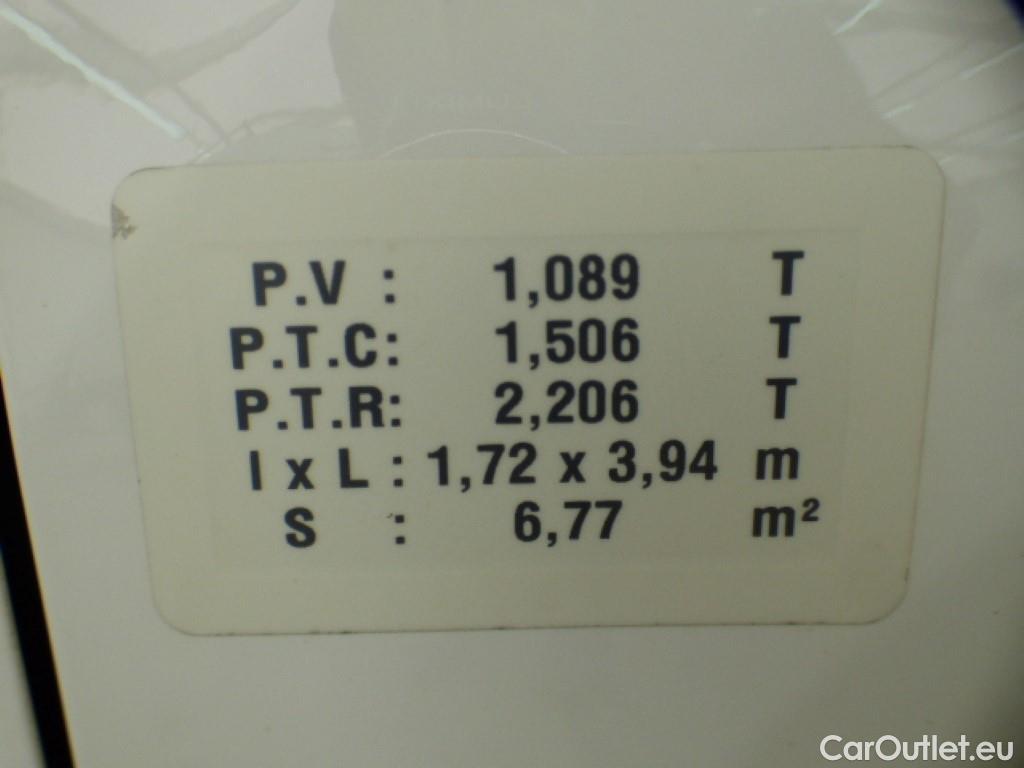 P.V : 1,089 T
P.T.C: 1,506 T
P.T.R: 2,206 T
l x L : 1,72 x 3,94 m
S : 6,77 m²
CarOutlet.eu